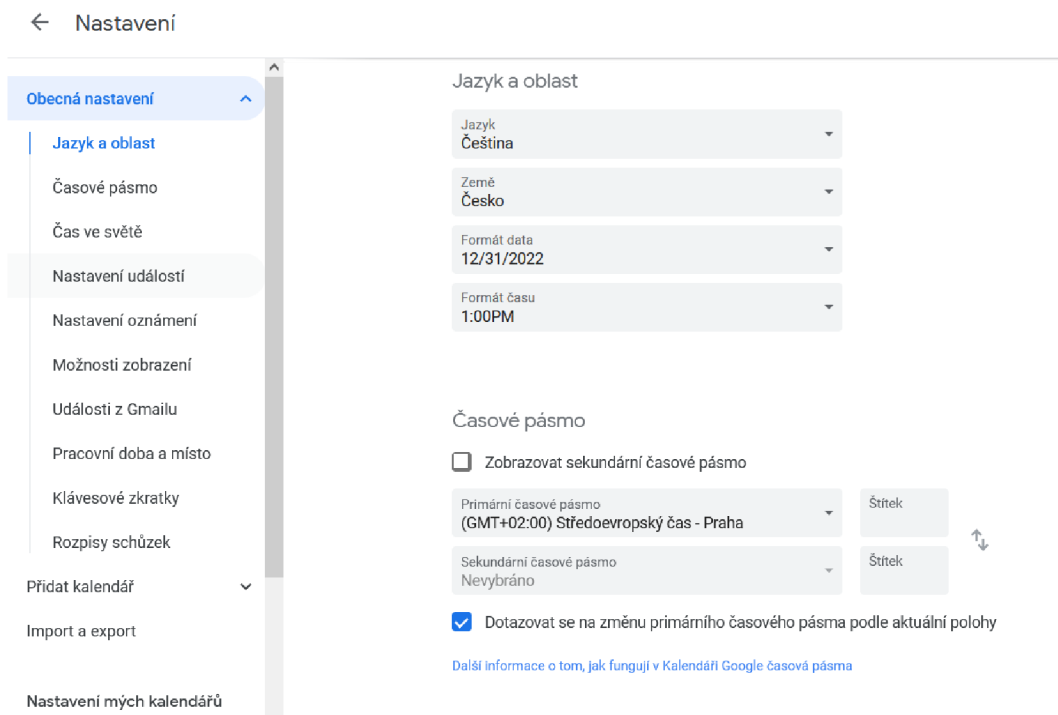 Nastavení
Obecná nastavení
Jazyk a oblast
Časové pásmo
Čas ve světě
Nastavení událostí
Nastavení oznámení
Možnosti zobrazení
Události z Gmailu
Pracovní doba a místo
Klávesové zkratky
Rozpisy schůzek
Přidat kalendář
Import a export
Nastavení mých kalendářů
Jazyk a oblast
Jazyk
Čeština
Země
Česko
Formát data
12/31/2022
Formát času
1:00PM
Časové pásmo
Zobrazovat sekundární časové pásmo
Primární časové pásmo
(GMT+02:00) Středoevropský čas - Praha
Štítek
Sekundární časové pásmo
Nevybráno
Štítek
Dotazovat se na změnu primárního časového pásma podle aktuální polohy
Další informace o tom, jak fungují v Kalendáři Google časová pásma